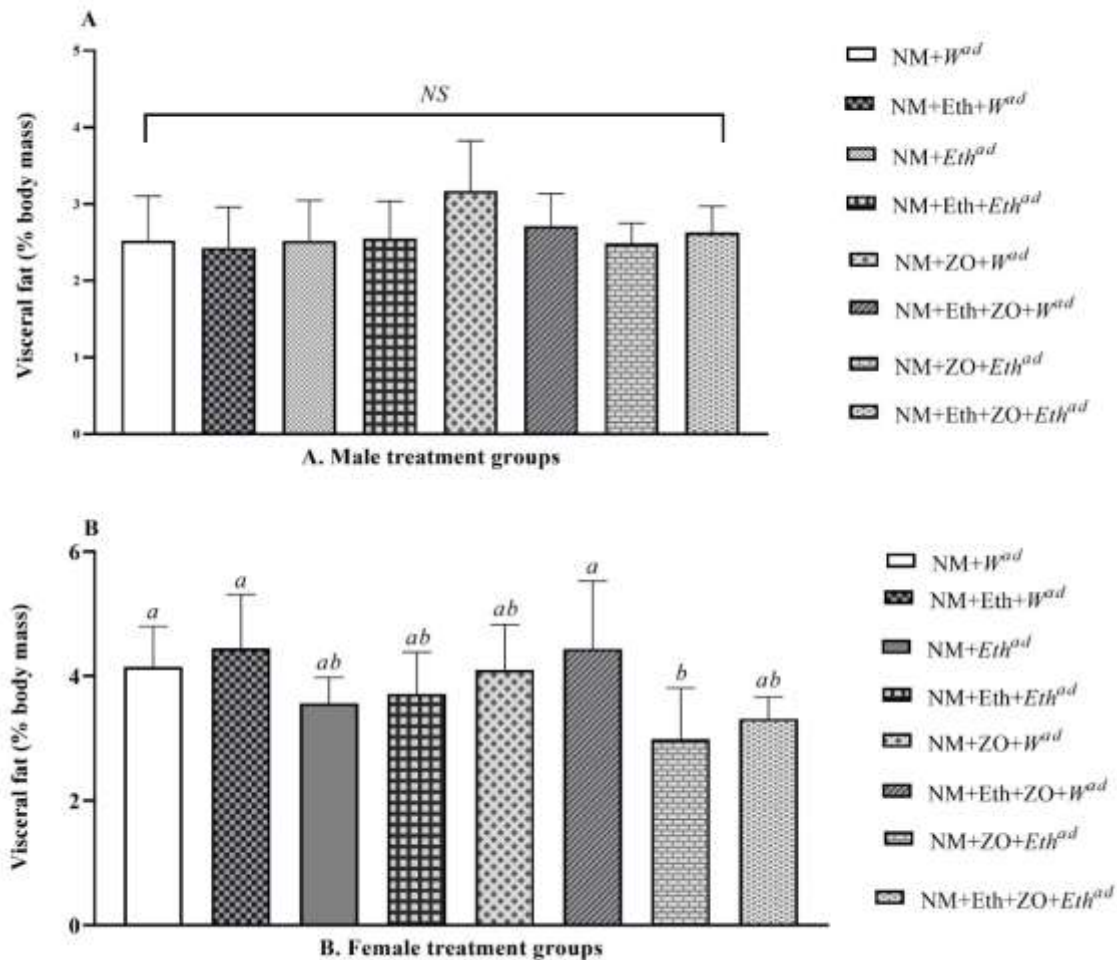 A
Visceral fat (% body mass)
5
4
3
2
1
0
NS
A. Male treatment groups
NM+W^ad
NM+Eth+W^ad
NM+Eth^ad
NM+Eth+Eth^ad
NM+ZO+W^ad
NM+Eth+ZO+W^ad
NM+ZO+Eth^ad
NM+Eth+ZO+Eth^ad
B
Visceral fat (% body mass)
6
4
2
0
a
a
ab
ab
ab
a
b
ab
B. Female treatment groups
NM+W^ad
NM+Eth+W^ad
NM+Eth^ad
NM+Eth+Eth^ad
NM+ZO+W^ad
NM+Eth+ZO+W^ad
NM+ZO+Eth^ad
NM+Eth+ZO+Eth^ad